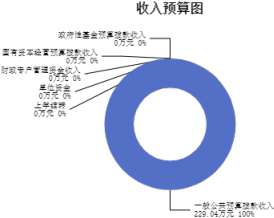 收入预算图
政府性基金预算拨款收入
0万元 0%
国有资本经营预算拨款收入
0万元 0%
财政专户管理资金收入
0万元 0%
单位资金
0万元 0%
上年结转
0万元 0%
一般公共预算拨款收入
229.04万元 100%